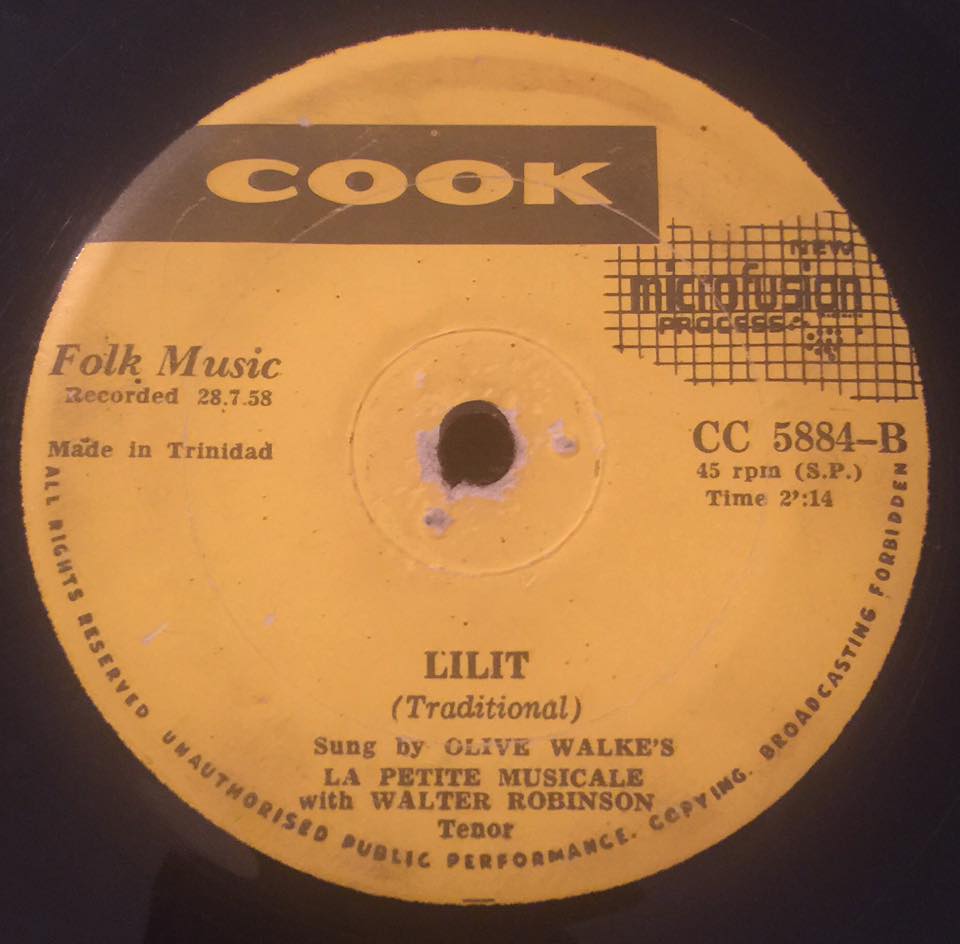 COOK
NEW
microfusion
PROCESS
Folk Music
Recorded 28.7.58
Made in Trinidad
CC 5884-B
45 rpm (S.P.)
Time 2':14
LILIT
(Traditional)
Sung by OLIVE WALKE'S
LA PETITE MUSICALE
with WALTER ROBINSON
Tenor
ALL RIGHTS RESERVED UNAUTHORISED PUBLIC PERFORMANCE. COPYING. BROADCASTING FORBIDDEN